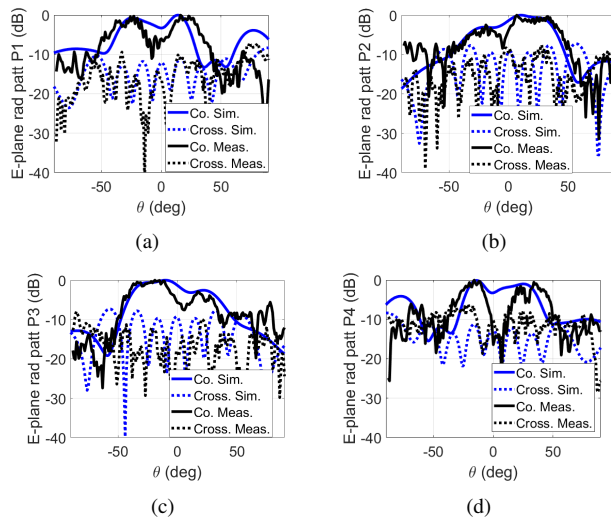 E-plane rad patt P1 (dB)
0
-10
-20
-30
-40
-50
0
50
θ (deg)
Co. Sim.
Cross. Sim.
Co. Meas.
Cross. Meas.
(a)
E-plane rad patt P2 (dB)
0
-10
-20
-30
-40
-50
0
50
θ (deg)
Co. Sim.
Cross. Sim.
Co. Meas.
Cross. Meas.
(b)
E-plane rad patt P3 (dB)
0
-10
-20
-30
-40
-50
0
50
θ (deg)
Co. Sim.
Cross. Sim.
Co. Meas.
Cross. Meas.
(c)
E-plane rad patt P4 (dB)
0
-10
-20
-30
-40
-50
0
50
θ (deg)
Co. Sim.
Cross. Sim.
Co. Meas.
Cross. Meas.
(d)